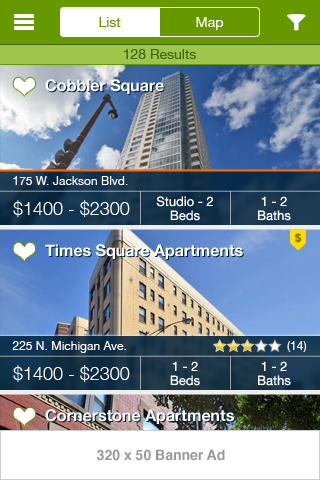 List
Map
128 Results
Cobbler Square
175 W. Jackson Blvd.
$1400 - $2300
Studio - 2
Beds
1 - 2
Baths
Times Square Apartments
$
225 N. Michigan Ave.
(14)
$1400 - $2300
1 - 2
Beds
1 - 2
Baths
Cornerstone Apartments
320 x 50 Banner Ad